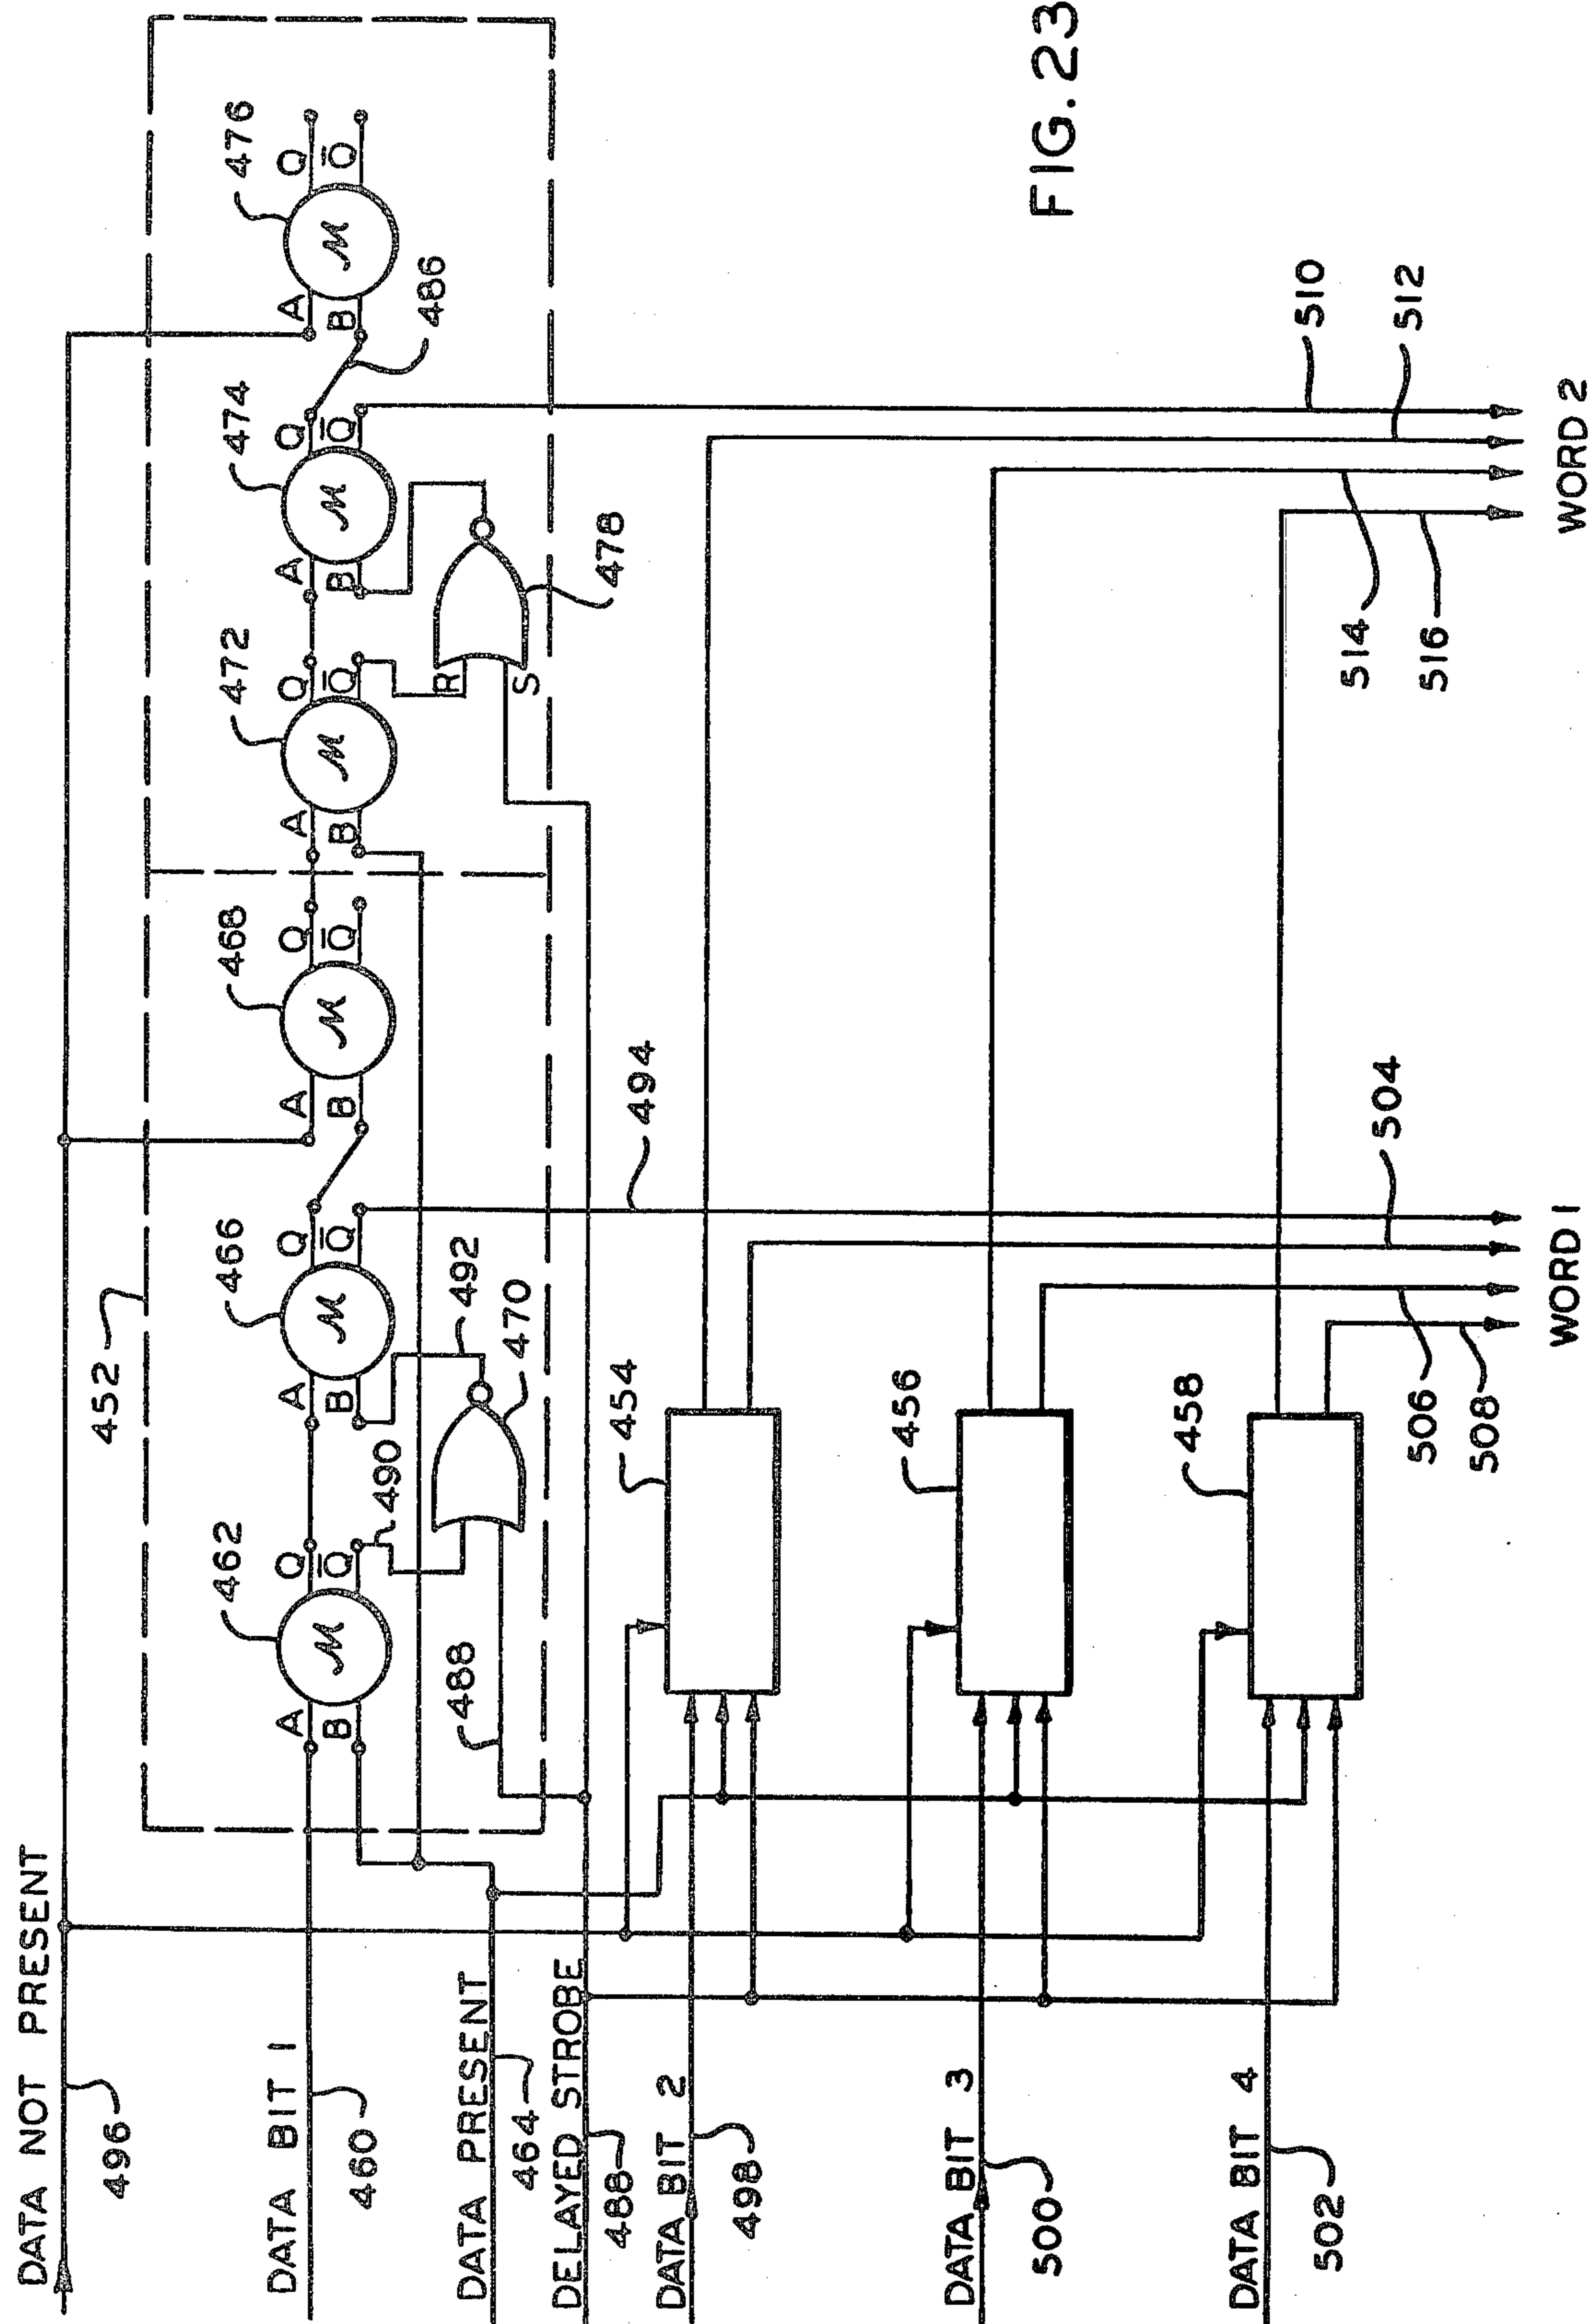 DATA NOT PRESENT
496
DATA BIT 1
460
DATA PRESENT
464
DELAYED STROBE
488
DATA BIT 2
498
DATA BIT 3
500
DATA BIT 4
502
452
462
A
B
M
Q
Q̄
490
488
466
A
B
M
Q
Q̄
492
470
468
A
B
M
Q
Q̄
472
A
B
M
Q
Q̄
R
S
478
474
A
B
M
Q
Q̄
486
476
A
B
M
Q
Q̄
494
454
456
458
504
506
508
WORD 1
510
512
514
516
WORD 2
FIG. 23